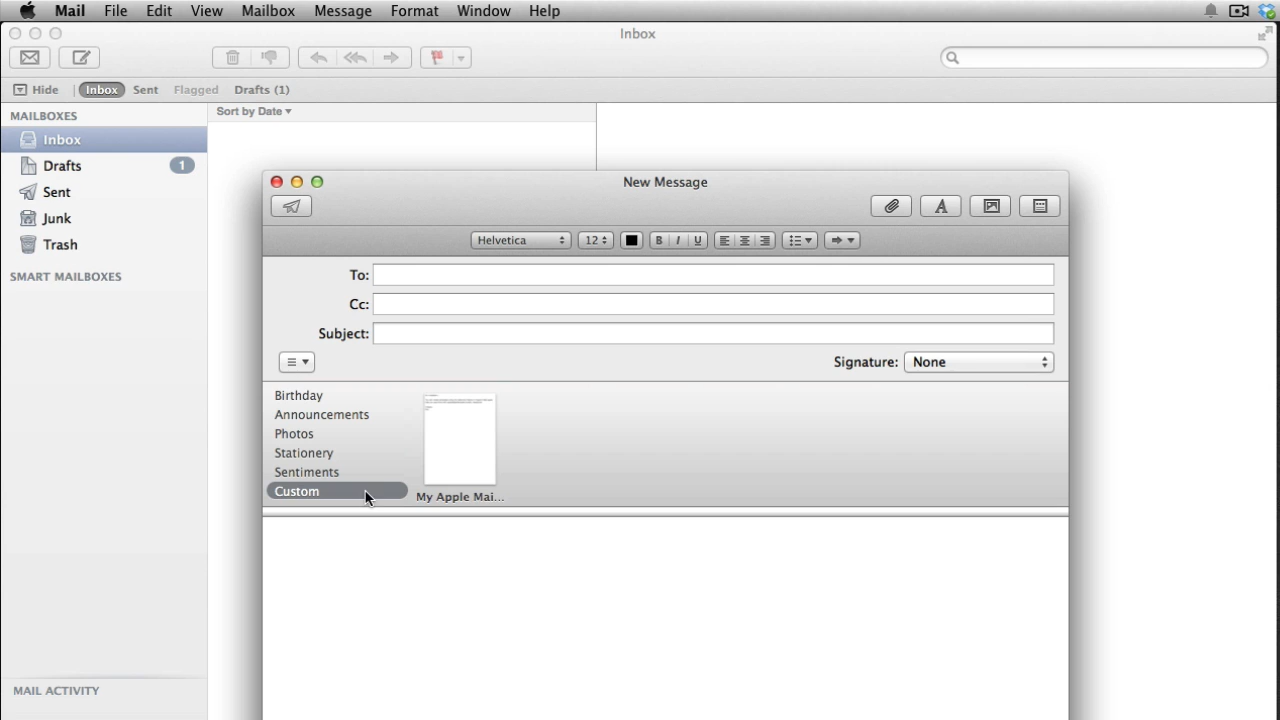 Mail File Edit View Mailbox Message Format Window Help
Inbox
Hide Inbox Sent Flagged Drafts (1)
MAILBOXES
Sort by Date
Inbox
Drafts 1
Sent
Junk
Trash
SMART MAILBOXES
MAIL ACTIVITY
New Message
A
Helvetica 12 B I U
To:
Cc:
Subject:
Signature: None
Birthday
Announcements
Photos
Stationery
Sentiments
Custom
My Apple Mai...